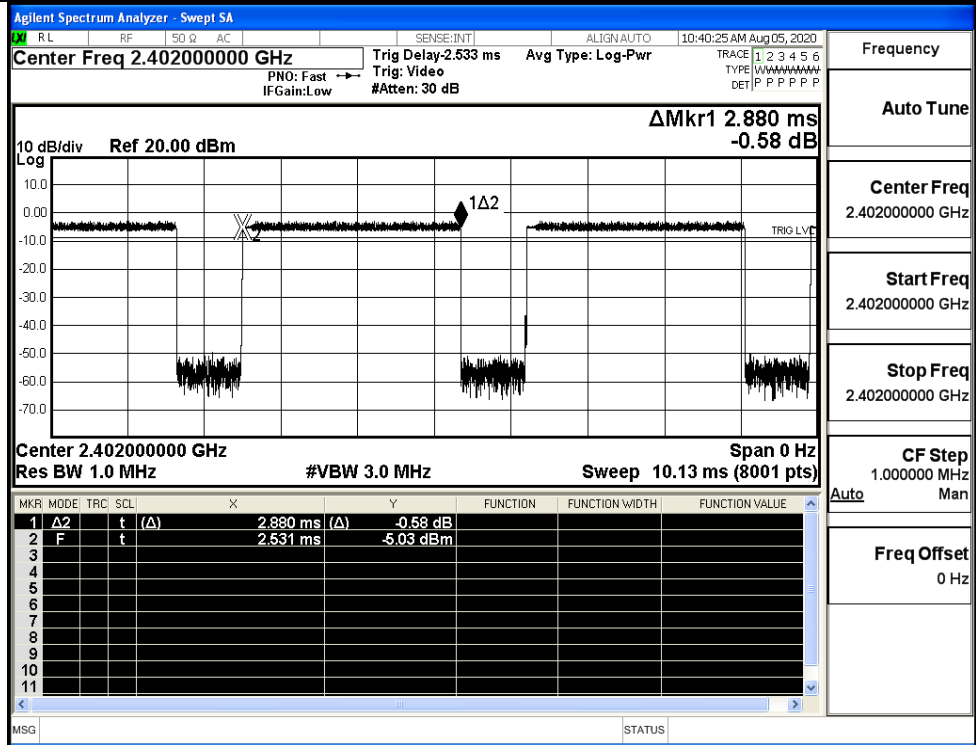 Agilent Spectrum Analyzer - Swept SA
LXI RL RF 50 Ω AC SENSE:INT ALIGNAUTO 10:40:25 AM Aug 05, 2020
Center Freq 2.402000000 GHz
PNO: Fast
IFGain:Low
Trig Delay-2.533 ms
Trig: Video
#Atten: 30 dB
Avg Type: Log-Pwr
TRACE 1 2 3 4 5 6
TYPE WWWWWW
DET P P P P P P
ΔMkr1 2.880 ms
-0.58 dB
10 dB/div Ref 20.00 dBm
Log
10.0
0.00
-10.0
-20.0
-30.0
-40.0
-50.0
-60.0
-70.0
1Δ2
2
TRIG LVL
Center 2.402000000 GHz Span 0 Hz
Res BW 1.0 MHz #VBW 3.0 MHz Sweep 10.13 ms (8001 pts)
MKR MODE TRC SCL X Y FUNCTION FUNCTION WIDTH FUNCTION VALUE
1 Δ2 t (Δ) 2.880 ms (Δ) -0.58 dB
2 F t 2.531 ms -5.03 dBm
3
4
5
6
7
8
9
10
11
MSG STATUS
Frequency
Auto Tune
Center Freq
2.402000000 GHz
Start Freq
2.402000000 GHz
Stop Freq
2.402000000 GHz
CF Step
1.000000 MHz
Auto Man
Freq Offset
0 Hz